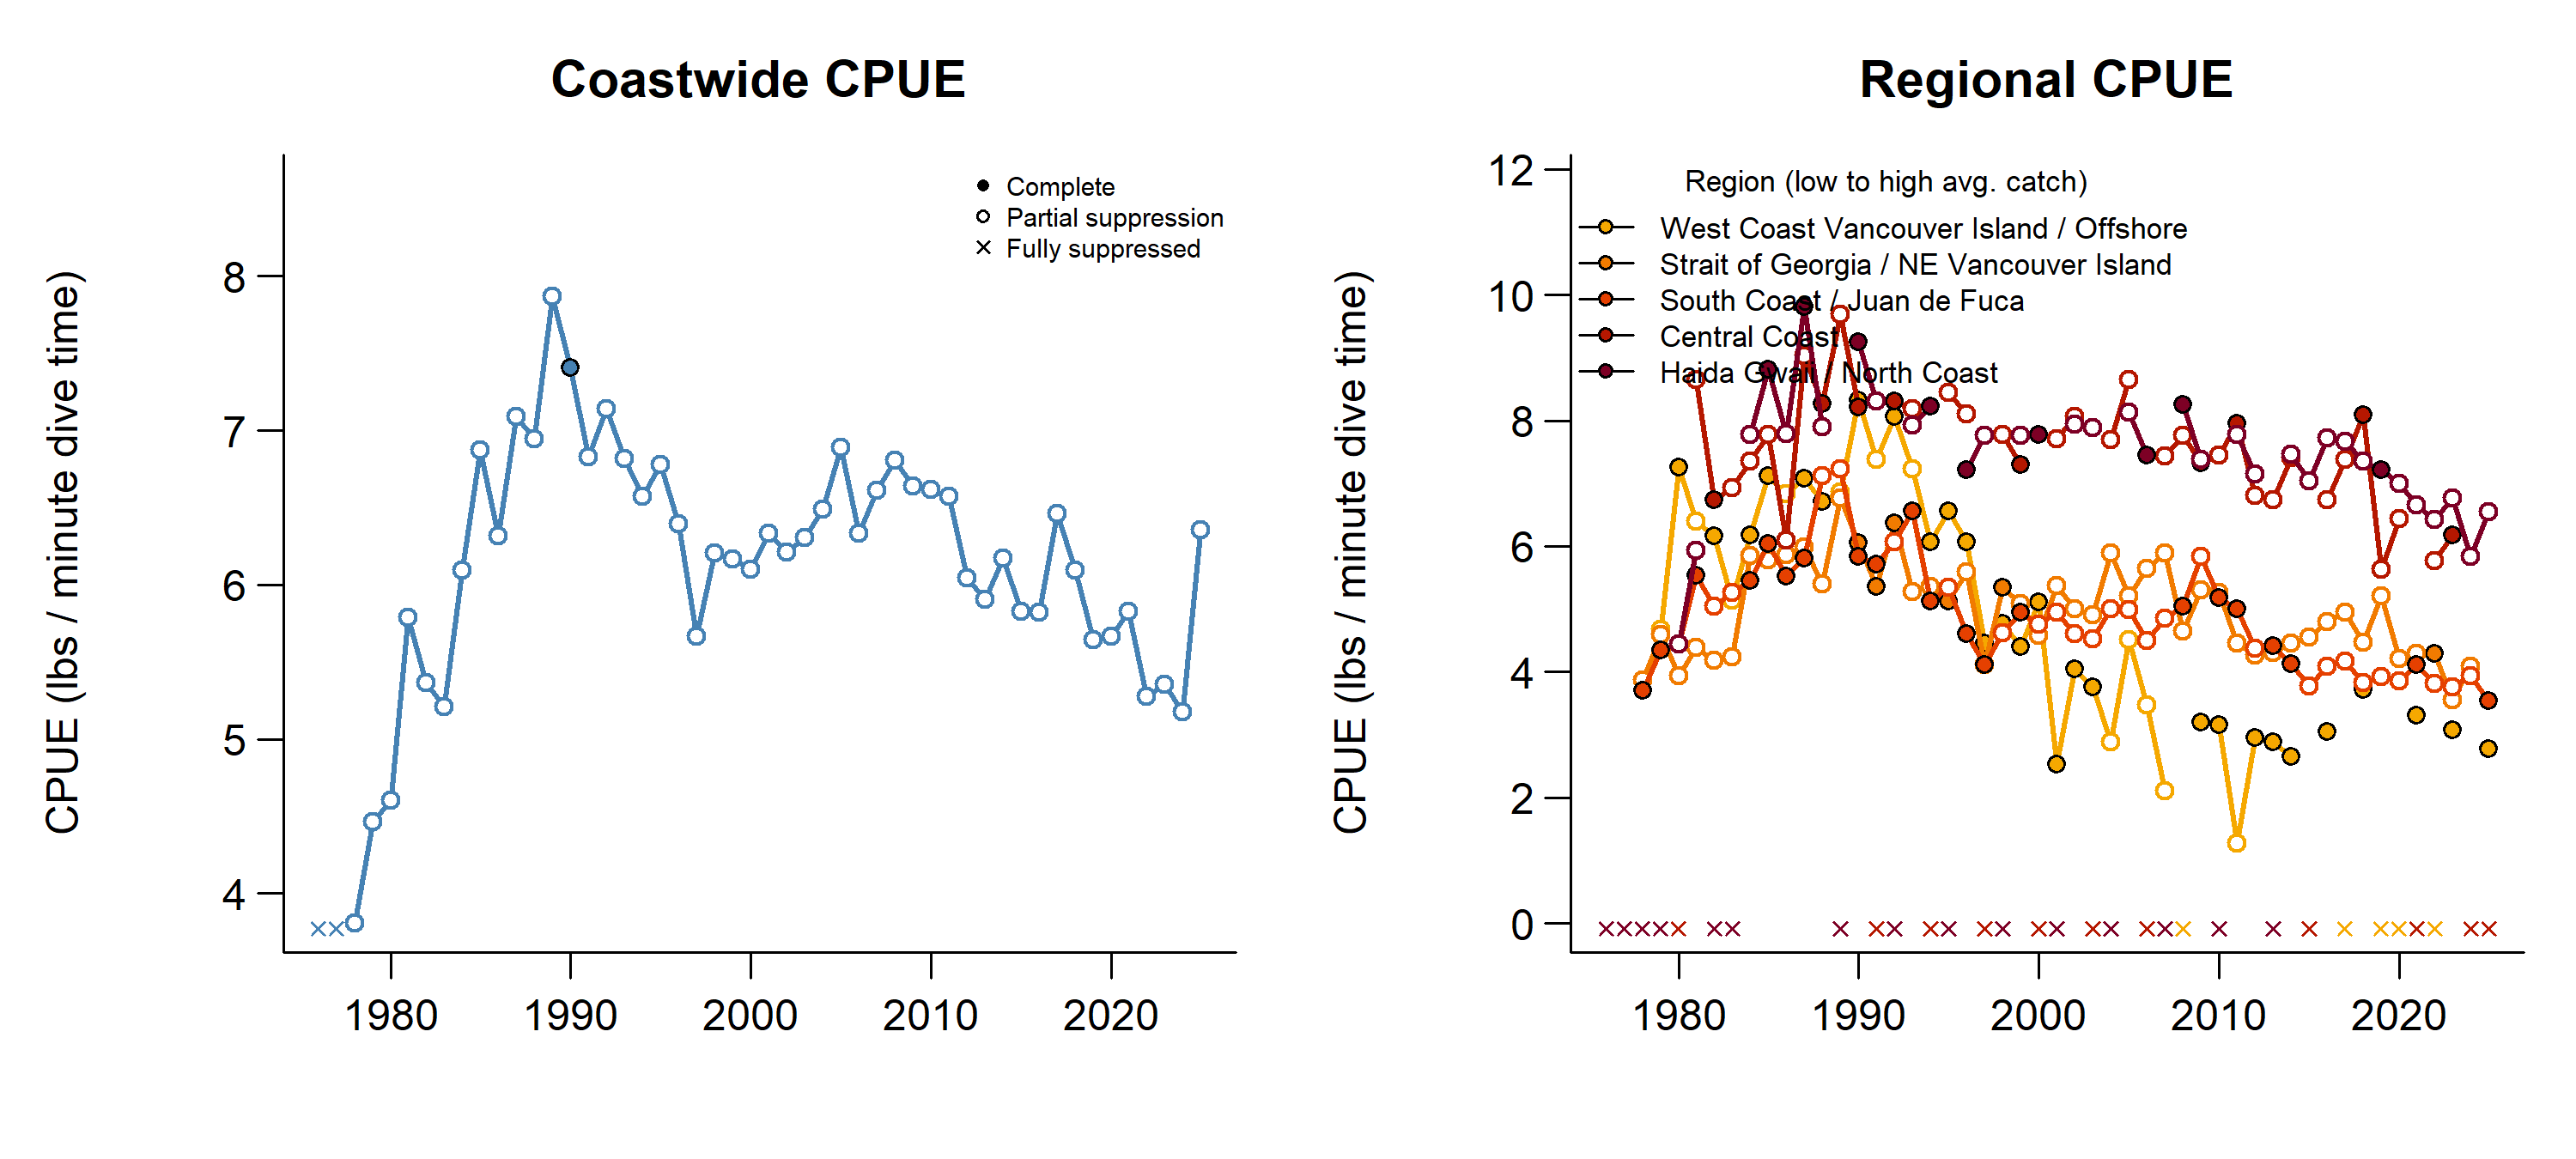 Coastwide CPUE
CPUE (lbs / minute dive time)
8
7
6
5
4
1980 1990 2000 2010 2020
Complete
Partial suppression
Fully suppressed
Regional CPUE
CPUE (lbs / minute dive time)
12
10
8
6
4
2
0
1980 1990 2000 2010 2020
Region (low to high avg. catch)
West Coast Vancouver Island / Offshore
Strait of Georgia / NE Vancouver Island
South Coast / Juan de Fuca
Central Coast
Haida Gwaii / North Coast